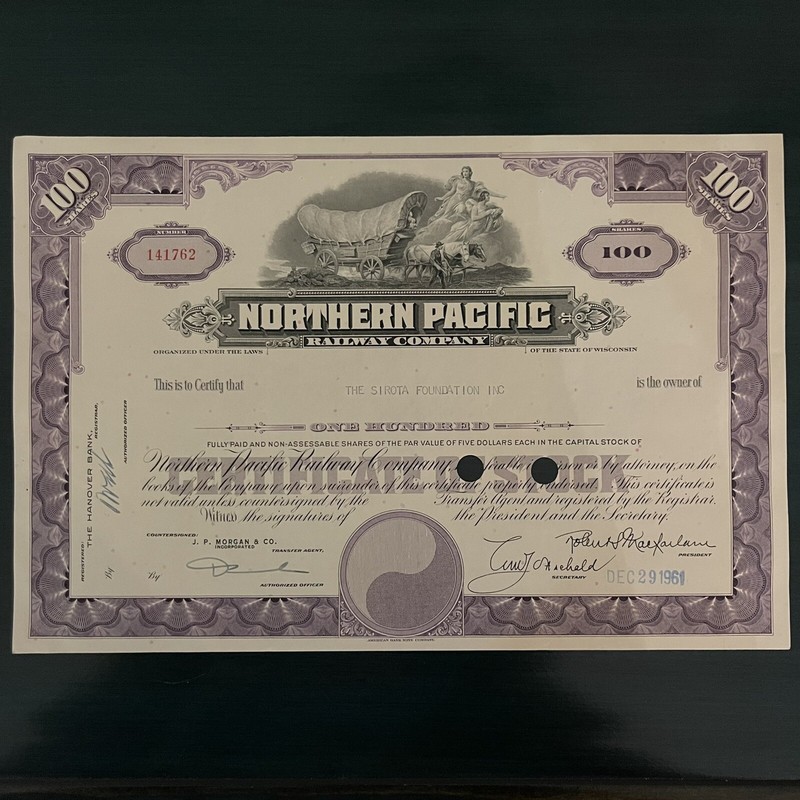 100 SHARES
100 SHARES
NUMBER
141762
SHARES
100
NORTHERN PACIFIC
RAILWAY COMPANY
ORGANIZED UNDER THE LAWS
OF THE STATE OF WISCONSIN
This is to Certify that
THE SIROTA FOUNDATION INC
is the owner of
ONE HUNDRED
FULLY PAID AND NON-ASSESSABLE SHARES OF THE PAR VALUE OF FIVE DOLLARS EACH IN THE CAPITAL STOCK OF
CERTIFICATE STOCK
Northern Pacific Railway Company, or by attorney, on the
books of the Company upon surrender of this certificate properly endorsed. This certificate is
not valid unless countersigned by the Transfer Agent and registered by the Registrar.
Witness the signatures of the President and the Secretary.
COUNTERSIGNED:
J. P. MORGAN & CO.
INCORPORATED
TRANSFER AGENT,
By
AUTHORIZED OFFICER
REGISTERED:
THE HANOVER BANK,
REGISTRAR,
By
AUTHORIZED OFFICER
Robert S Macfarlane
PRESIDENT
SECRETARY
DEC 29 1961
AMERICAN BANK NOTE COMPANY.